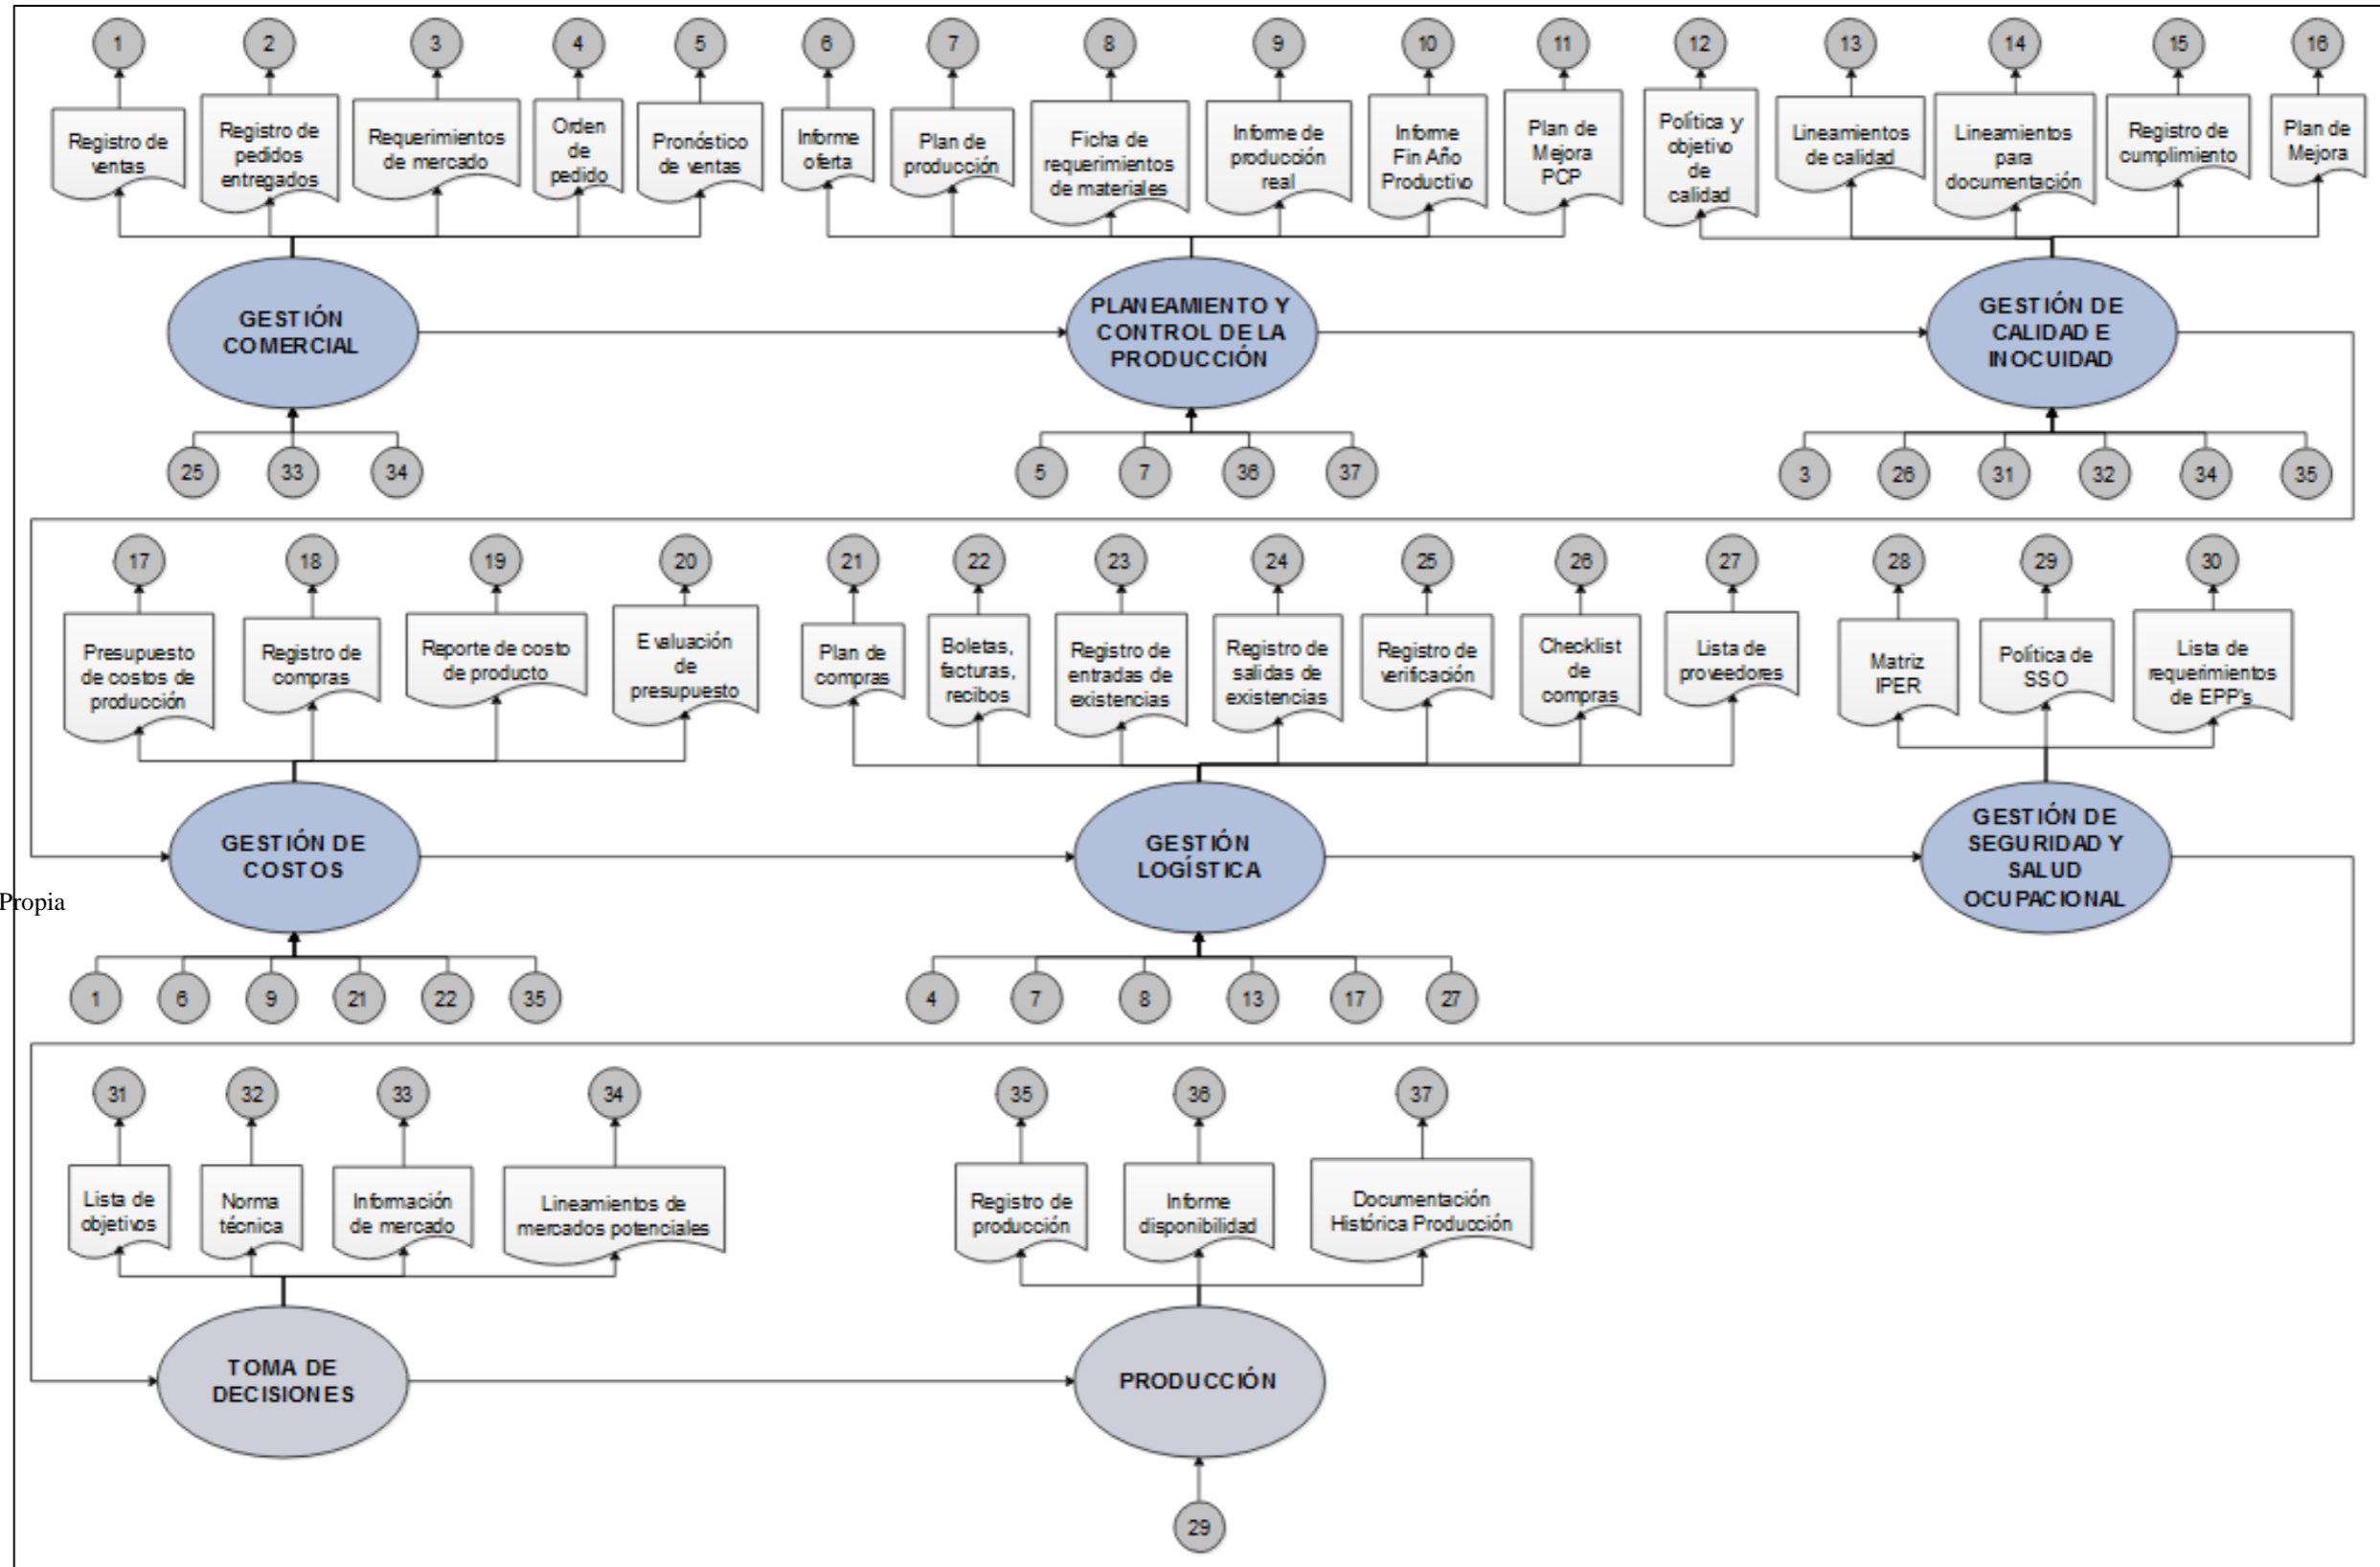 1
2
3
4
5
6
7
8
9
10
11
12
13
14
15
16
Registro de
ventas
Registro de
pedidos
entregados
Requerimientos
de mercado
Orden
de
pedido
Pronóstico
de ventas
Informe
oferta
Plan de
producción
Ficha de
requerimientos
de materiales
Informe de
producción
real
Informe
Fin Año
Productivo
Plan de
Mejora
PCP
Política y
objetivo
de
calidad
Lineamientos
de calidad
Lineamientos
para
documentación
Registro de
cumplimiento
Plan de
Mejora
GESTIÓN
COMERCIAL
PLANEAMIENTO Y
CONTROL DE LA
PRODUCCIÓN
GESTIÓN DE
CALIDAD E
INOCUIDAD
25
33
34
5
7
36
37
3
26
31
32
34
35
17
18
19
20
21
22
23
24
25
26
27
28
29
30
Presupuesto
de costos de
producción
Registro de
compras
Reporte de costo
de producto
Evaluación
de
presupuesto
Plan de
compras
Boletas,
facturas,
recibos
Registro de
entradas de
existencias
Registro de
salidas de
existencias
Registro de
verificación
Checklist
de
compras
Lista de
proveedores
Matriz
IPER
Política de
SSO
Lista de
requerimientos
de EPP's
GESTIÓN DE
COSTOS
GESTIÓN
LOGÍSTICA
GESTIÓN DE
SEGURIDAD Y
SALUD
OCUPACIONAL
Propia
1
6
9
21
22
35
4
7
8
13
17
27
31
32
33
34
35
36
37
Lista de
objetivos
Norma
técnica
Información
de mercado
Lineamientos de
mercados potenciales
Registro de
producción
Informe
disponibilidad
Documentación
Histórica Producción
TOMA DE
DECISIONES
PRODUCCIÓN
29